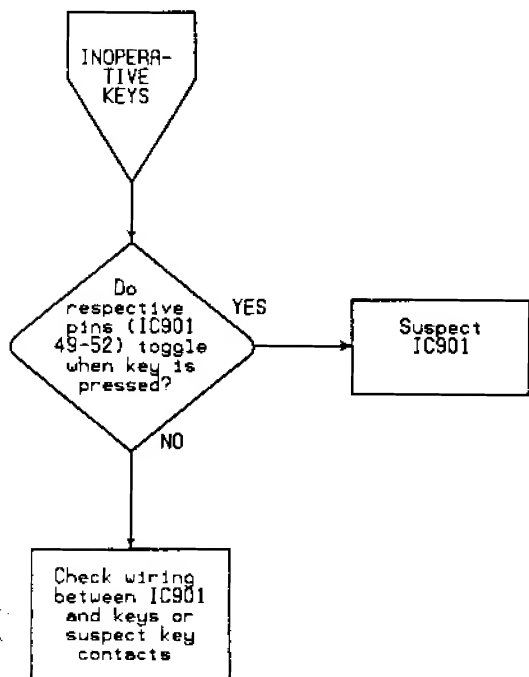 INOPERA-
TIVE
KEYS
Do
respective
pins (IC901
49-52) toggle
when key is
pressed?
YES
Suspect
IC901
NO
Check wiring
between IC901
and keys or
suspect key
contacts